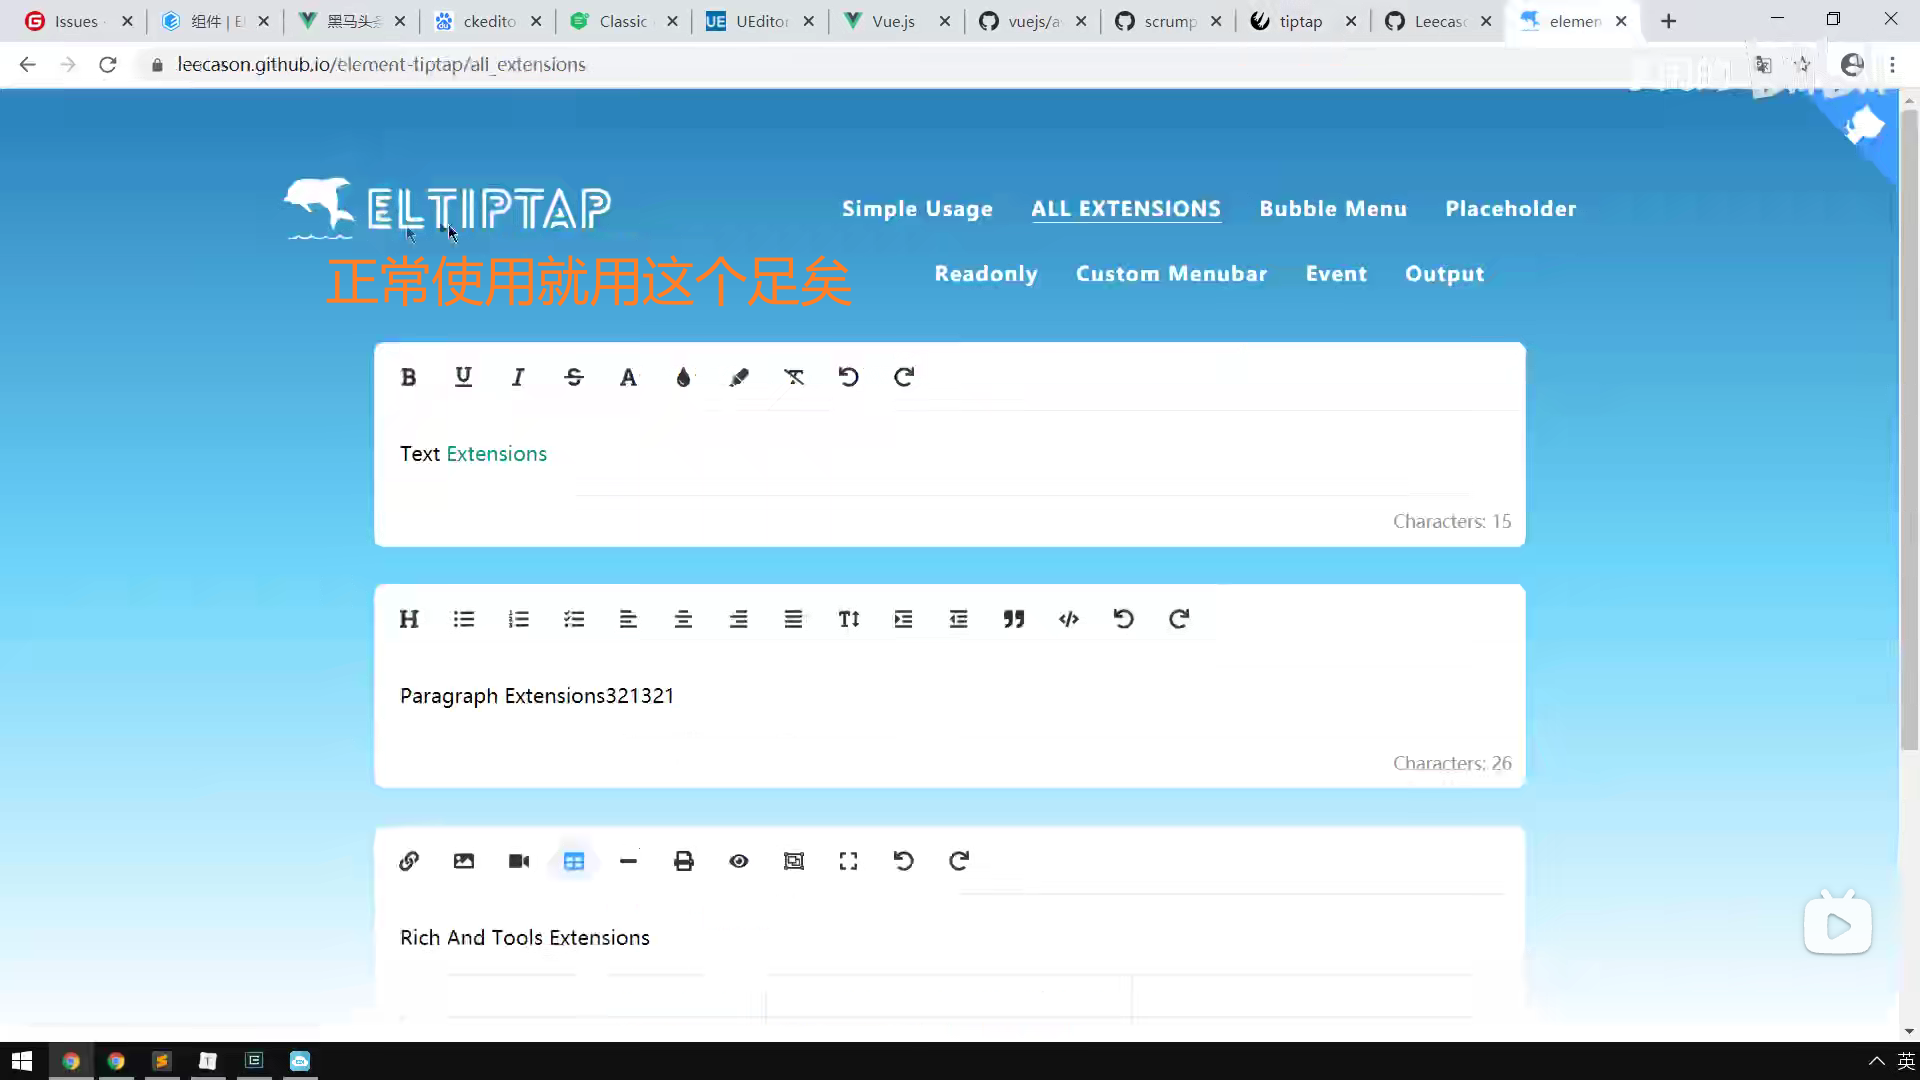 Issues
组件 | El
黑马头条
ckedito
Classic
UEditor
Vue.js
vuejs/a
scrump
tiptap
Leecas
elemen
leecason.github.io/element-tiptap/all_extensions
ELTIPTAP
Simple Usage
ALL EXTENSIONS
Bubble Menu
Placeholder
正常使用就用这个足矣
Readonly
Custom Menubar
Event
Output
Text Extensions
Characters: 15
Paragraph Extensions321321
Characters: 26
Rich And Tools Extensions
英